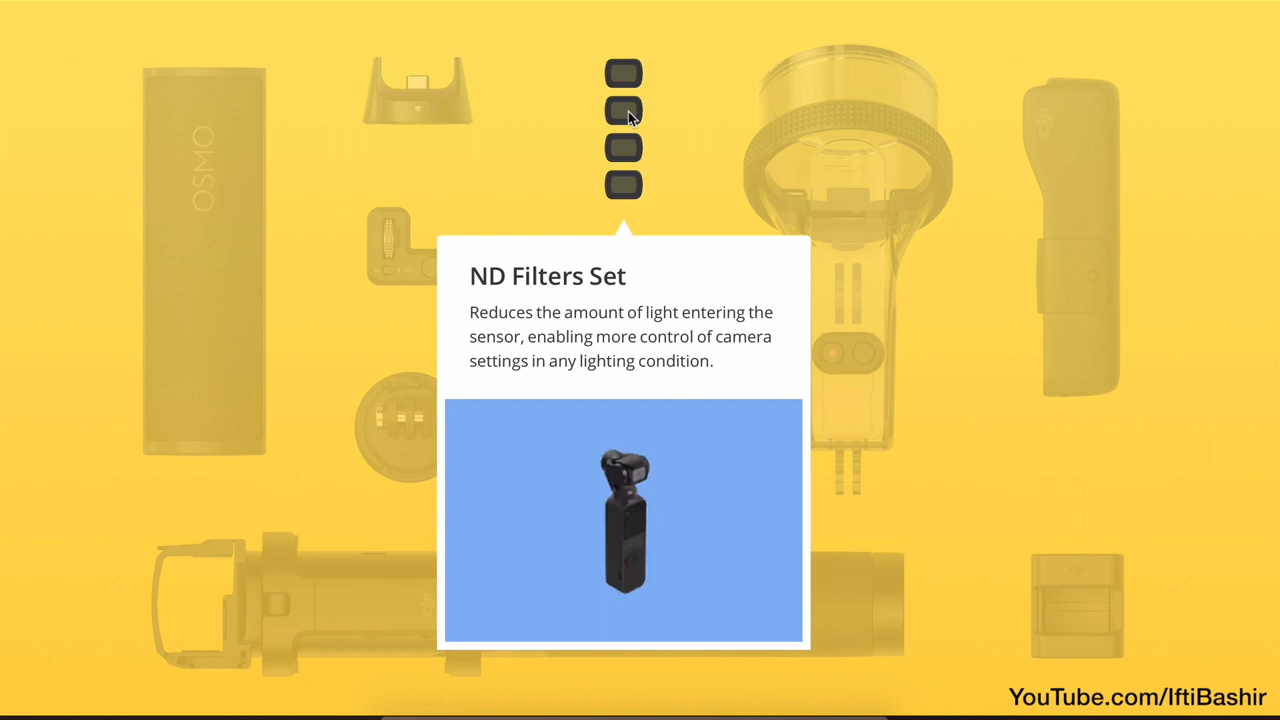 OSMO
dji
ND Filters Set
Reduces the amount of light entering the
sensor, enabling more control of camera
settings in any lighting condition.
YouTube.com/IftiBashir